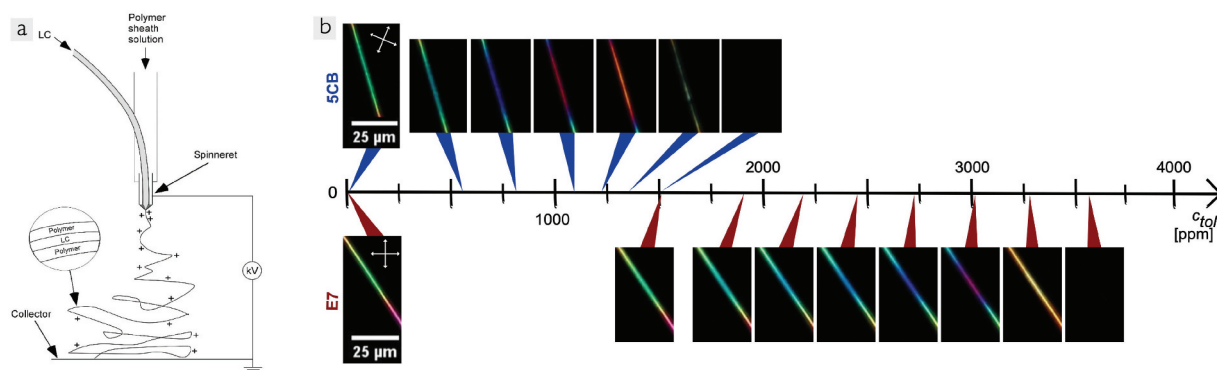 a
LC
Polymer
sheath
solution
Spinneret
Polymer
LC
Polymer
kV
Collector
b
5CB
25 µm
0
1000
2000
3000
4000
c_tol
[ppm]
E7
25 µm